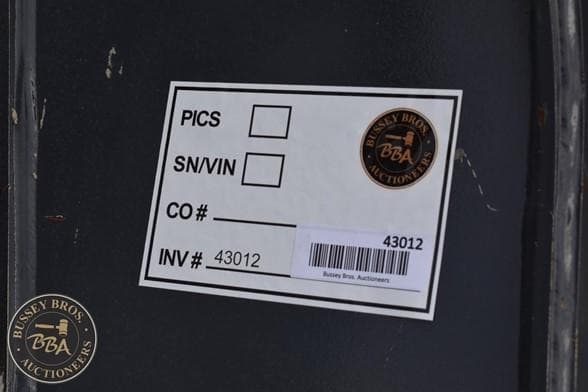 PICS
SN/VIN
CO #
INV # 43012
43012
Bussey Bros. Auctioneers
BUSSEY BROS.
BBA
AUCTIONEERS
BUSSEY BROS.
BBA
AUCTIONEERS